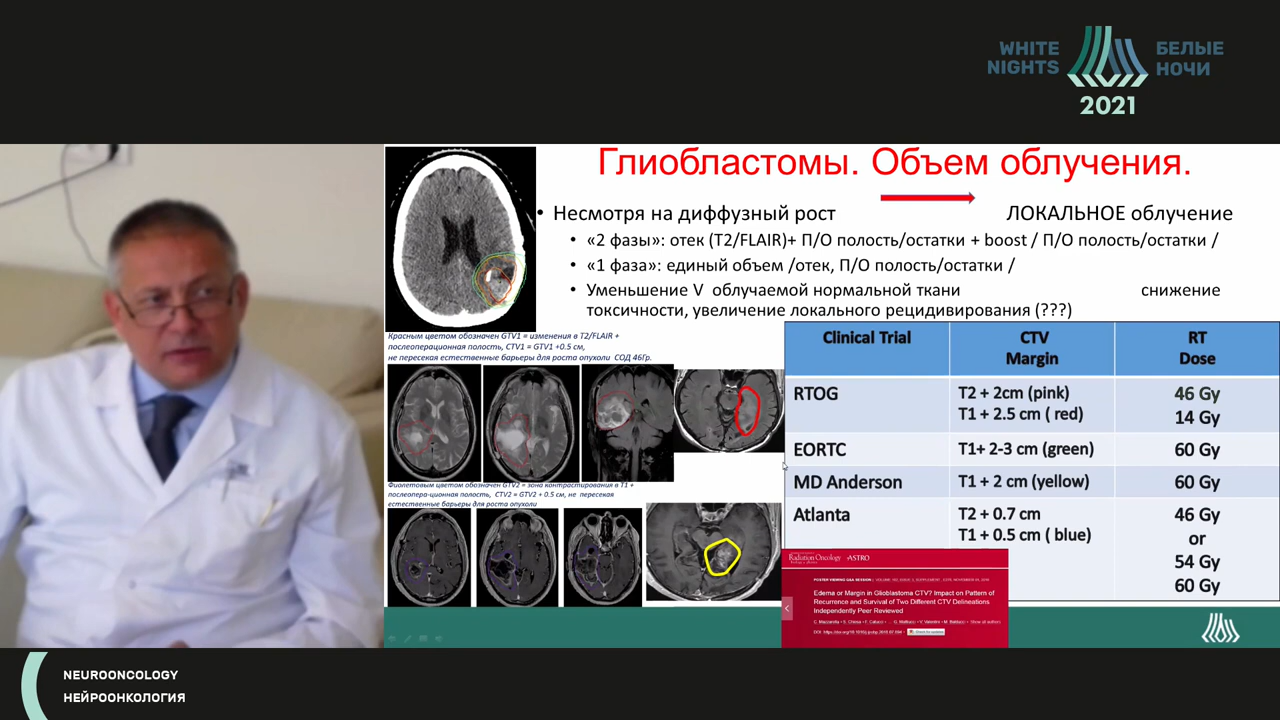 WHITE
NIGHTS
БЕЛЫЕ
НОЧИ
2021
Глиобластомы. Объем облучения.
• Несмотря на диффузный рост ЛОКАЛЬНОЕ облучение
• «2 фазы»: отек (T2/FLAIR)+ П/О полость/остатки + boost / П/О полость/остатки /
• «1 фаза»: единый объем /отек, П/О полость/остатки /
• Уменьшение V облучаемой нормальной ткани снижение
токсичности, увеличение локального рецидивирования (???)
Красным цветом обозначен GTV1 = изменения в T2/FLAIR +
послеоперационная полость, CTV1 = GTV1 +0.5 см,
не пересекая естественные барьеры для роста опухоли СОД 46Гр.
Фиолетовым цветом обозначен GTV2 = зона контрастирования в T1 +
послеопера-ционная полость, CTV2 = GTV2 + 0.5 см, не пересекая
естественные барьеры для роста опухоли
Clinical Trial CTV Margin RT Dose
RTOG T2 + 2cm (pink) 46 Gy
T1 + 2.5 cm ( red) 14 Gy
EORTC T1+ 2-3 cm (green) 60 Gy
MD Anderson T1 + 2 cm (yellow) 60 Gy
Atlanta T2 + 0.7 cm 46 Gy
T1 + 0.5 cm ( blue) or
54 Gy
60 Gy
Radiation Oncology ASTRO
Edema or Margin in Glioblastoma CTV? Impact on Pattern of
Recurrence and Survival of Two Different CTV Delineations
Independently Peer Reviewed
NEUROONCOLOGY
НЕЙРООНКОЛОГИЯ